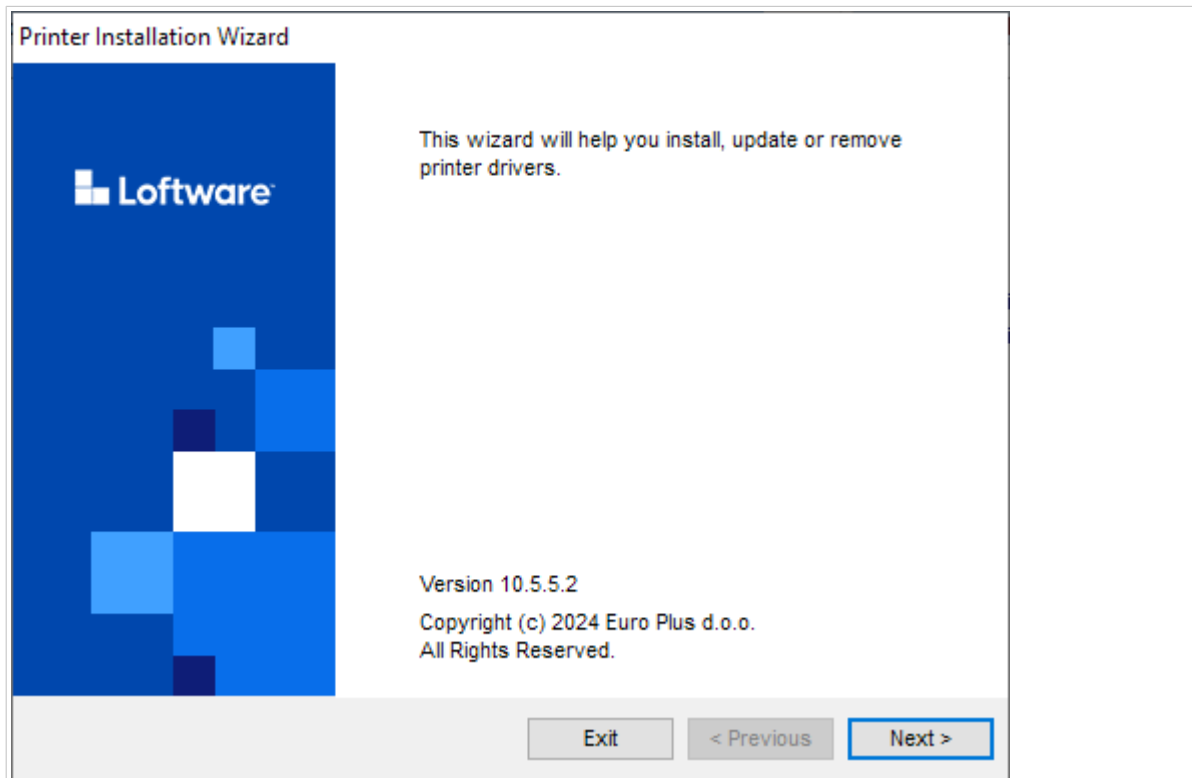 Printer Installation Wizard
Loftware
This wizard will help you install, update or remove
printer drivers.
Version 10.5.5.2
Copyright (c) 2024 Euro Plus d.o.o.
All Rights Reserved.
Exit
< Previous
Next >